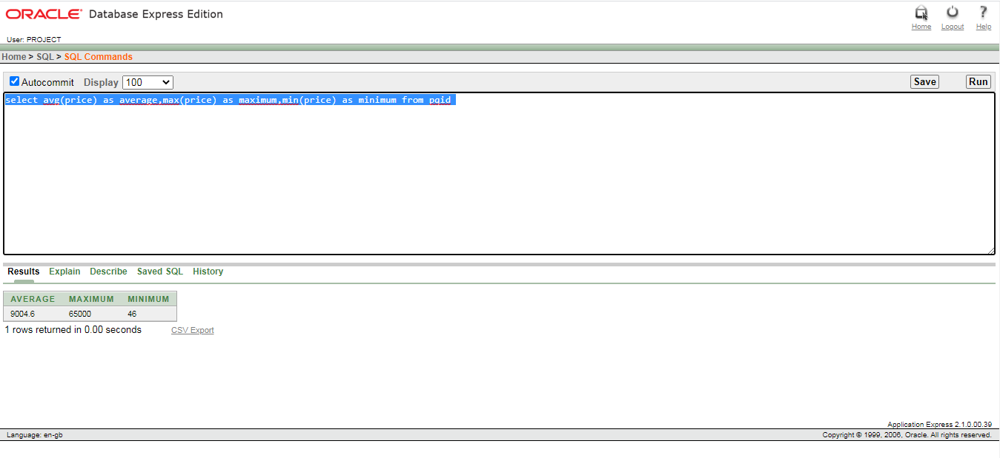 ORACLE® Database Express Edition
Home Logout Help
User: PROJECT
Home > SQL > SQL Commands
Autocommit Display 100 Save Run
select avg(price) as average,max(price) as maximum,min(price) as minimum from pqid
Results Explain Describe Saved SQL History
AVERAGE MAXIMUM MINIMUM
9004.6 65000 46
1 rows returned in 0.00 seconds CSV Export
Application Express 2.1.0.00.39
Language: en-gb Copyright © 1999, 2006, Oracle. All rights reserved.